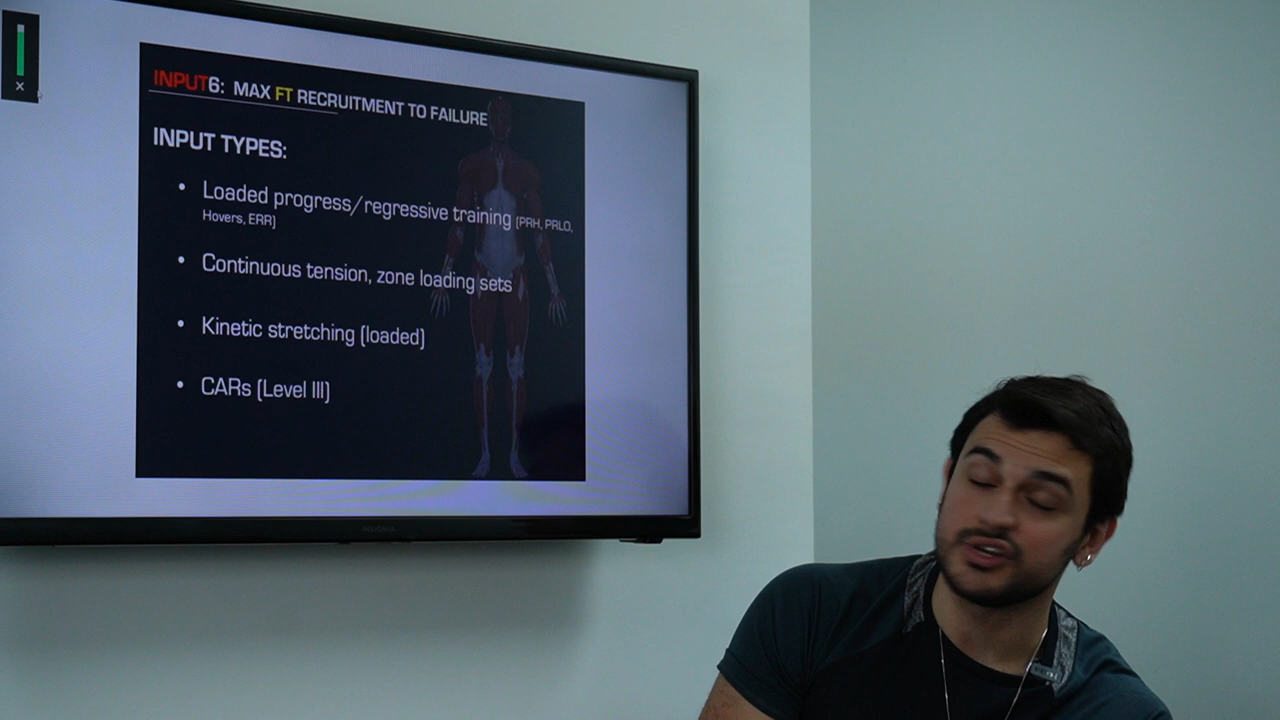 INPUT6: MAX FT RECRUITMENT TO FAILURE
INPUT TYPES:
• Loaded progress/regressive training (PRH, PRLO,
Hovers, ERR)
• Continuous tension, zone loading sets
• Kinetic stretching (loaded)
• CARs (Level III)